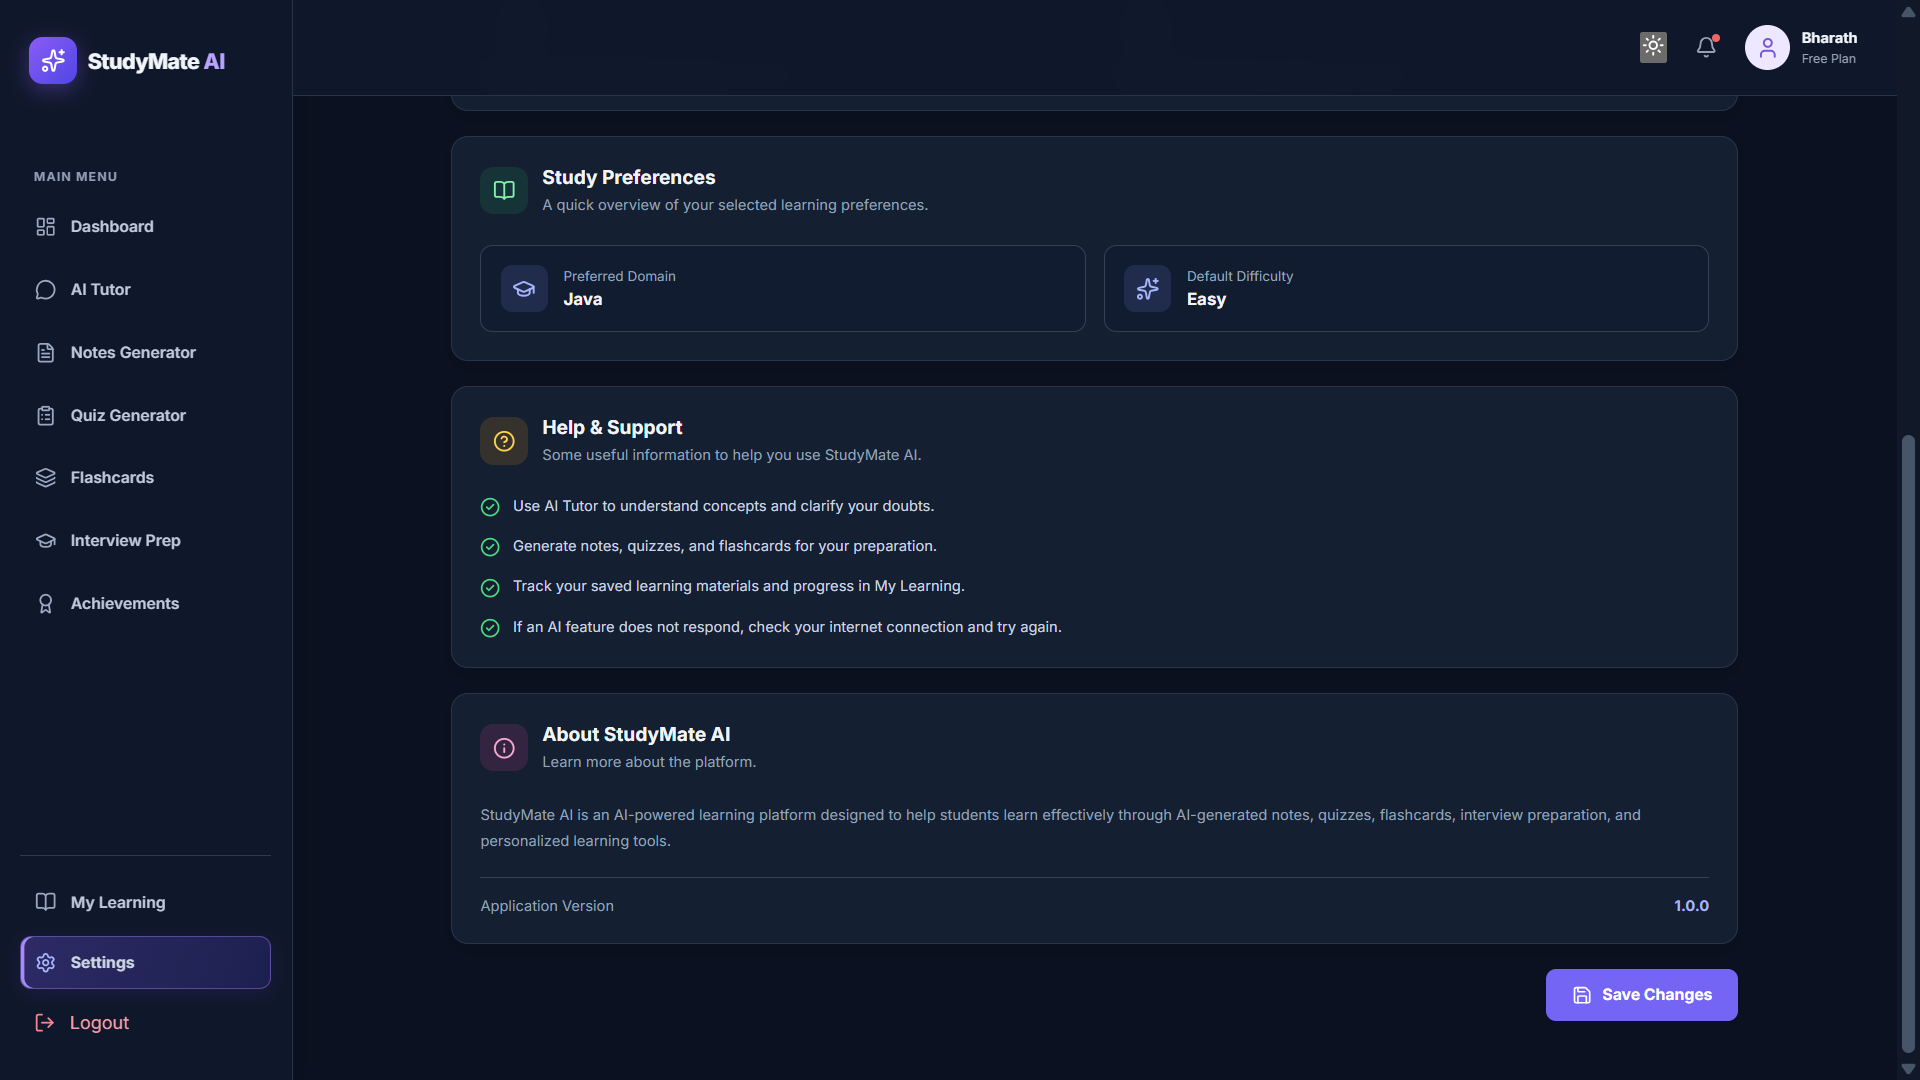 StudyMate AI
Bharath
Free Plan
MAIN MENU
Dashboard
AI Tutor
Notes Generator
Quiz Generator
Flashcards
Interview Prep
Achievements
My Learning
Settings
Logout
Study Preferences
A quick overview of your selected learning preferences.
Preferred Domain
Java
Default Difficulty
Easy
Help & Support
Some useful information to help you use StudyMate AI.
Use AI Tutor to understand concepts and clarify your doubts.
Generate notes, quizzes, and flashcards for your preparation.
Track your saved learning materials and progress in My Learning.
If an AI feature does not respond, check your internet connection and try again.
About StudyMate AI
Learn more about the platform.
StudyMate AI is an AI-powered learning platform designed to help students learn effectively through AI-generated notes, quizzes, flashcards, interview preparation, and
personalized learning tools.
Application Version
1.0.0
Save Changes